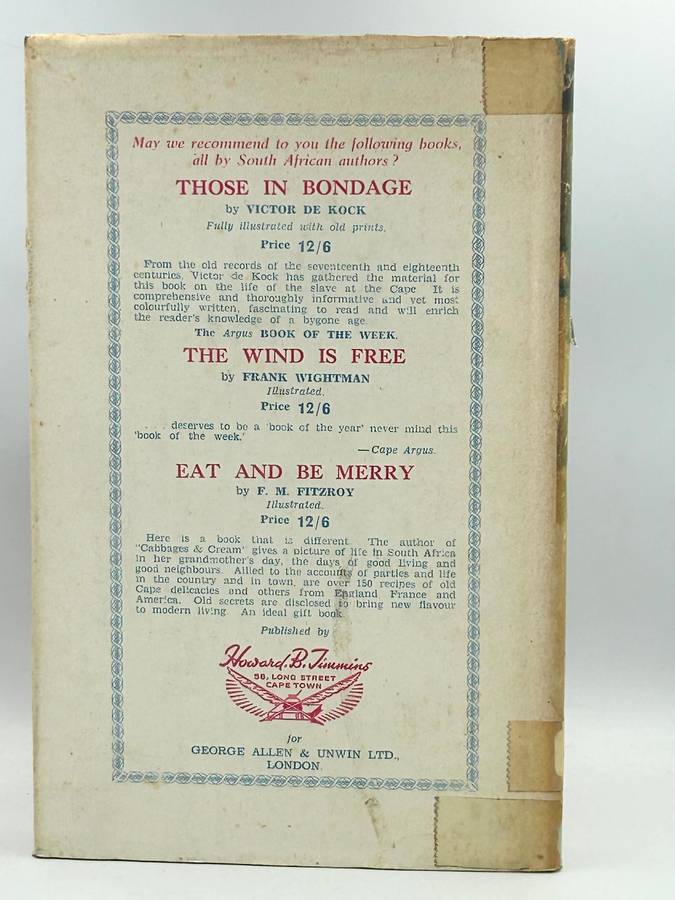 May we recommend to you the following books,
all by South African authors ?
THOSE IN BONDAGE
by VICTOR DE KOCK
Fully illustrated with old prints.
Price 12/6
From the old records of the seventeenth and eighteenth
centuries, Victor de Kock has gathered the material for
this book on the life of the slave at the Cape. It is
comprehensive and thoroughly informative and yet most
colourfully written, fascinating to read and will enrich
the reader's knowledge of a bygone age.
The Argus BOOK OF THE WEEK.
THE WIND IS FREE
by FRANK WIGHTMAN
Illustrated.
Price 12/6
. . . deserves to be a 'book of the year' never mind this
'book of the week.'
—Cape Argus.
EAT AND BE MERRY
by F. M. FITZROY
Illustrated.
Price 12/6
Here is a book that is different. The author of
"Cabbages & Cream' gives a picture of life in South Africa
in her grandmother's day, the days of good living and
good neighbours. Allied to the accounts of parties and life
in the country and in town, are over 150 recipes of old
Cape delicacies and others from England, France and
America. Old secrets are disclosed to bring new flavour
to modern living. An ideal gift book.
Published by
Howard. B. Timmins
58, LONG STREET
CAPE TOWN
for
GEORGE ALLEN & UNWIN LTD.,
LONDON.